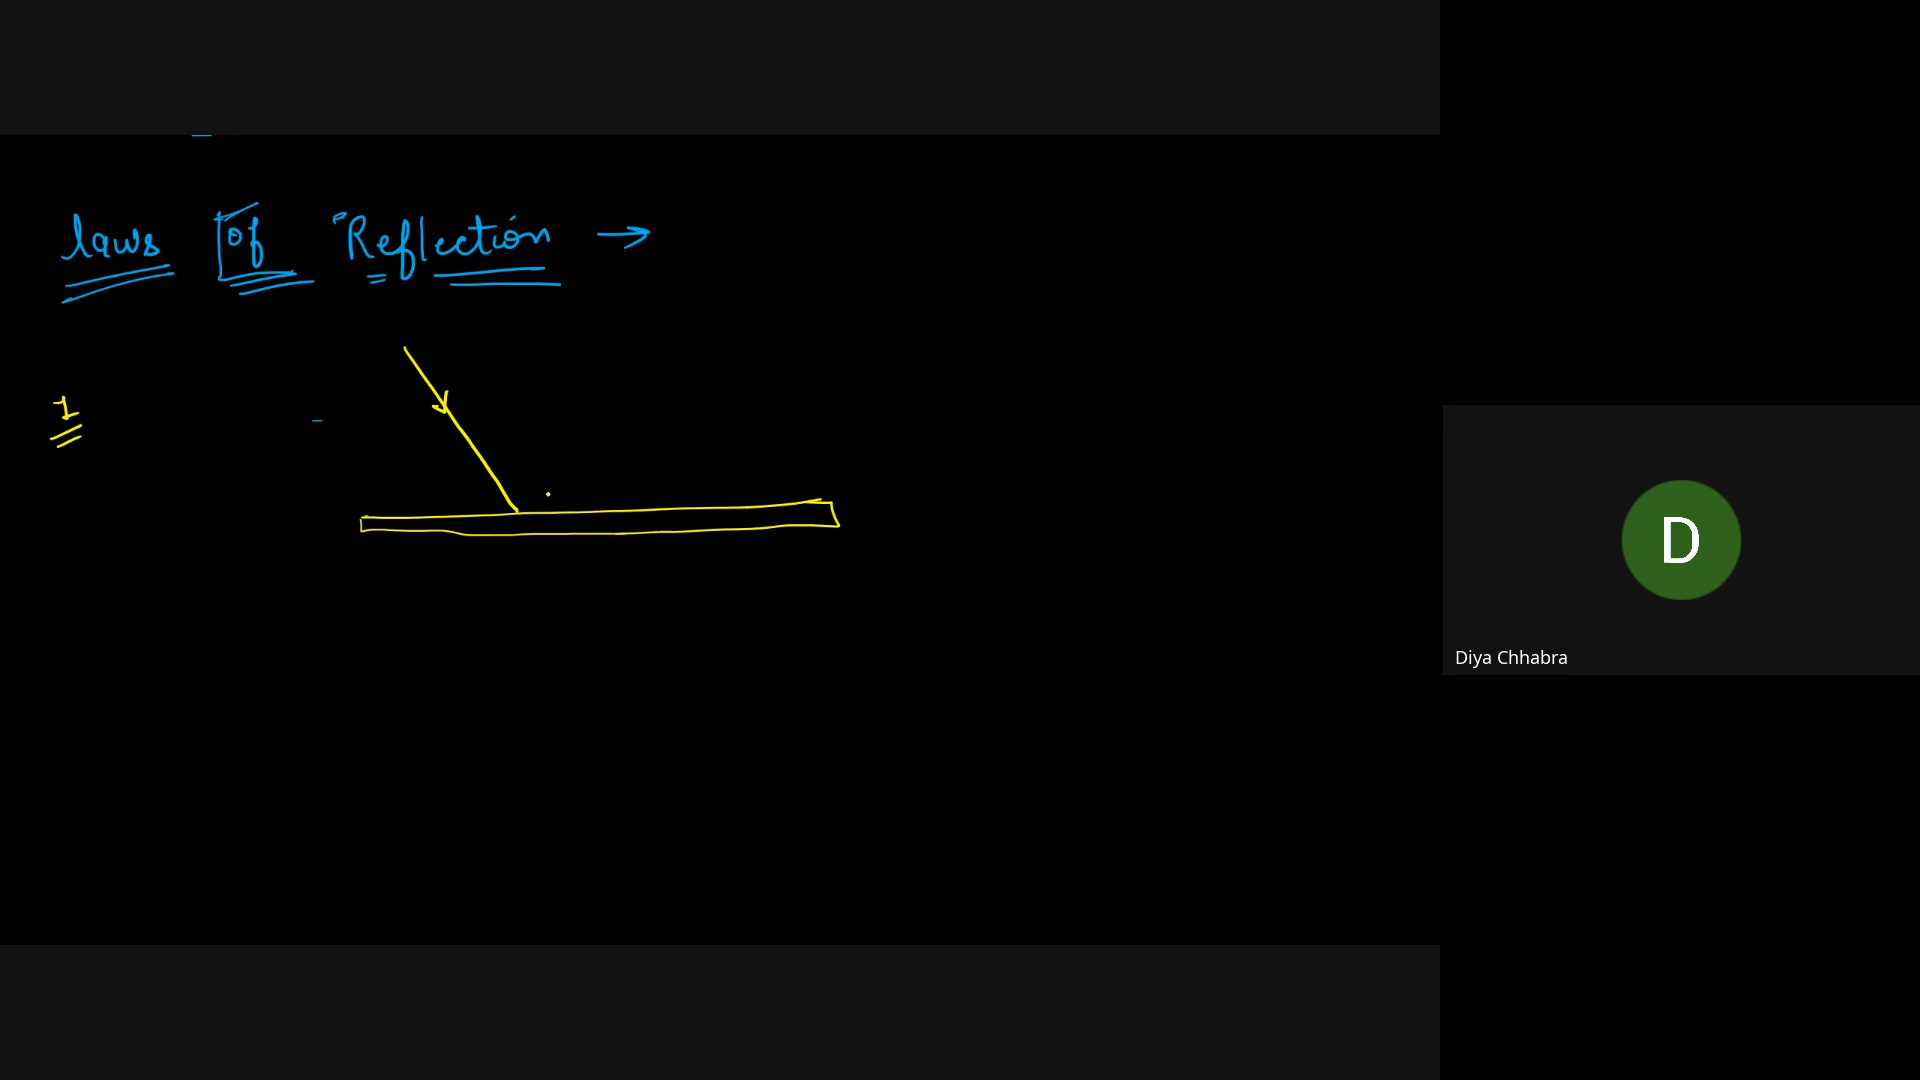 laws of Reflection →
1
D
Diya Chhabra